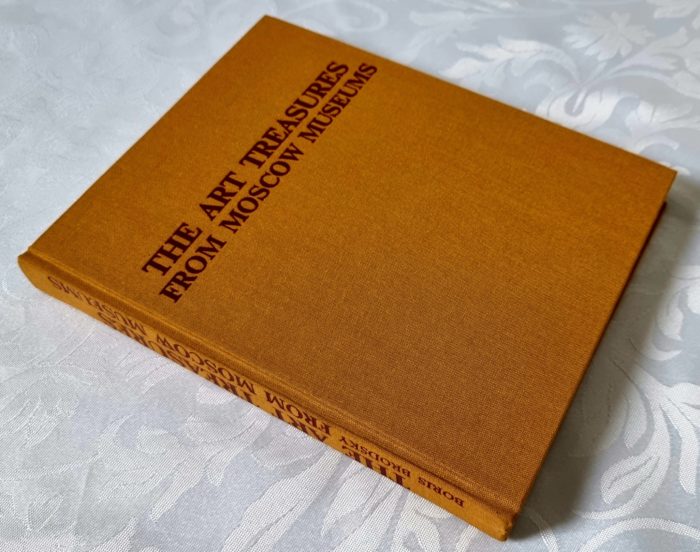 THE ART TREASURES
FROM MOSCOW MUSEUMS
BORIS BRODSKY
THE ART TREASURES
FROM MOSCOW MUSEUMS